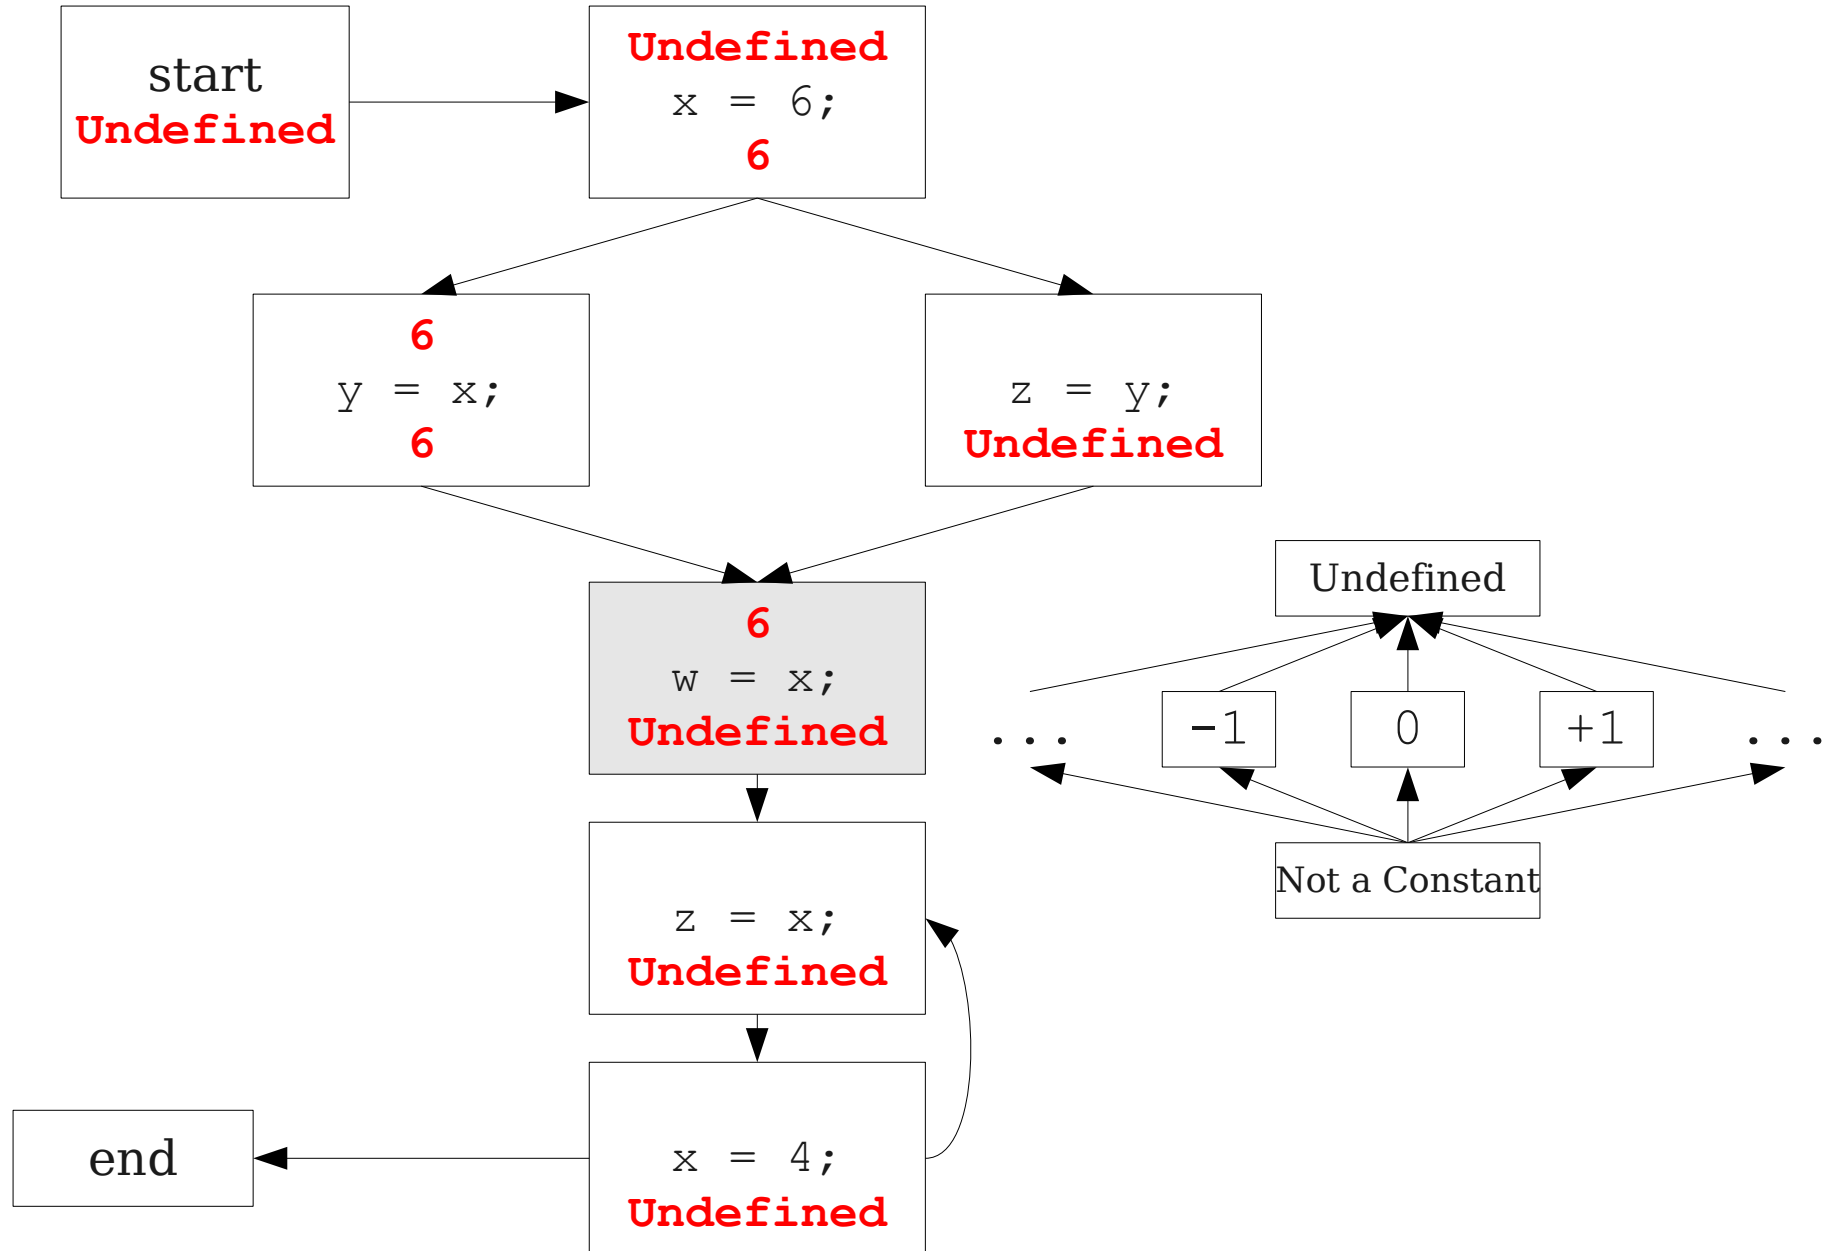 start
Undefined
Undefined
x = 6;
6
6
y = x;
6
z = y;
Undefined
6
w = x;
Undefined
z = x;
Undefined
x = 4;
Undefined
end
Undefined
... -1 0 +1 ...
Not a Constant